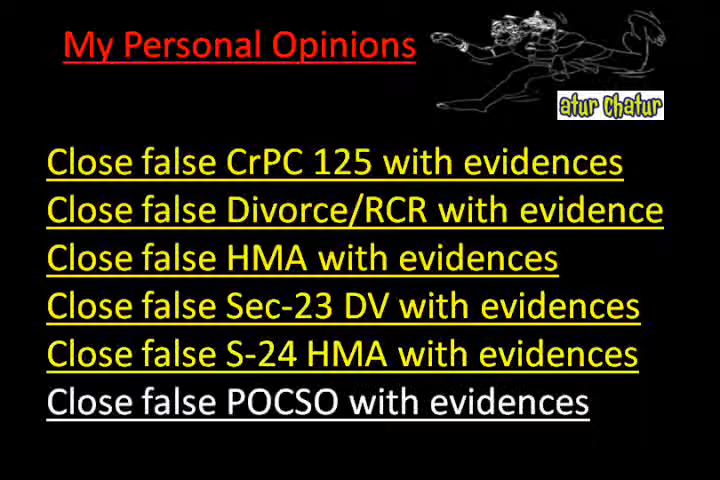 My Personal Opinions
atur chatur
Close false CrPC 125 with evidences
Close false Divorce/RCR with evidence
Close false HMA with evidences
Close false Sec-23 DV with evidences
Close false S-24 HMA with evidences
Close false POCSO with evidences